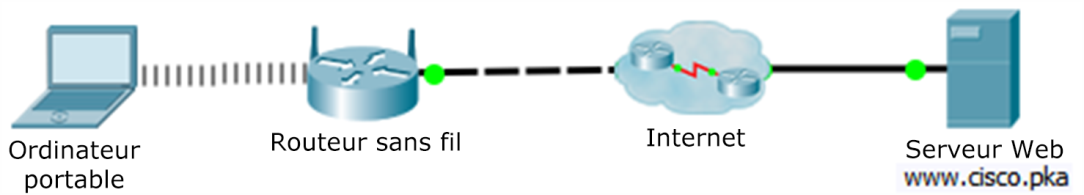 Ordinateur
portable
Routeur sans fil
Internet
Serveur Web
www.cisco.pka